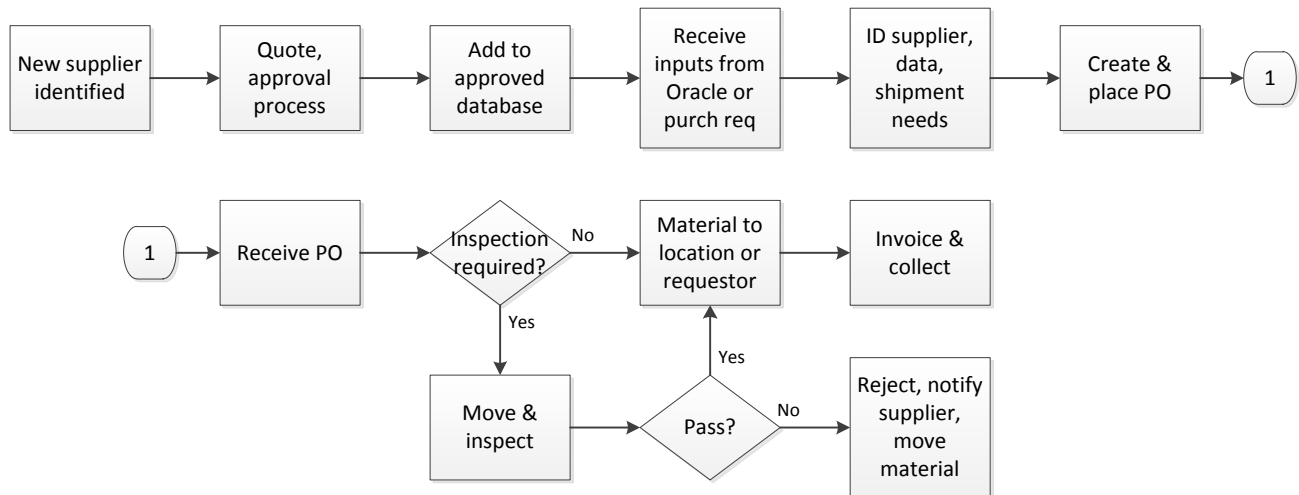 New supplier
identified
Quote,
approval
process
Add to
approved
database
Receive
inputs from
Oracle or
purch req
ID supplier,
data,
shipment
needs
Create &
place PO
1
1
Receive PO
Inspection
required?
No
Material to
location or
requestor
Invoice &
collect
Yes
Yes
Move &
inspect
Pass?
No
Reject, notify
supplier,
move
material